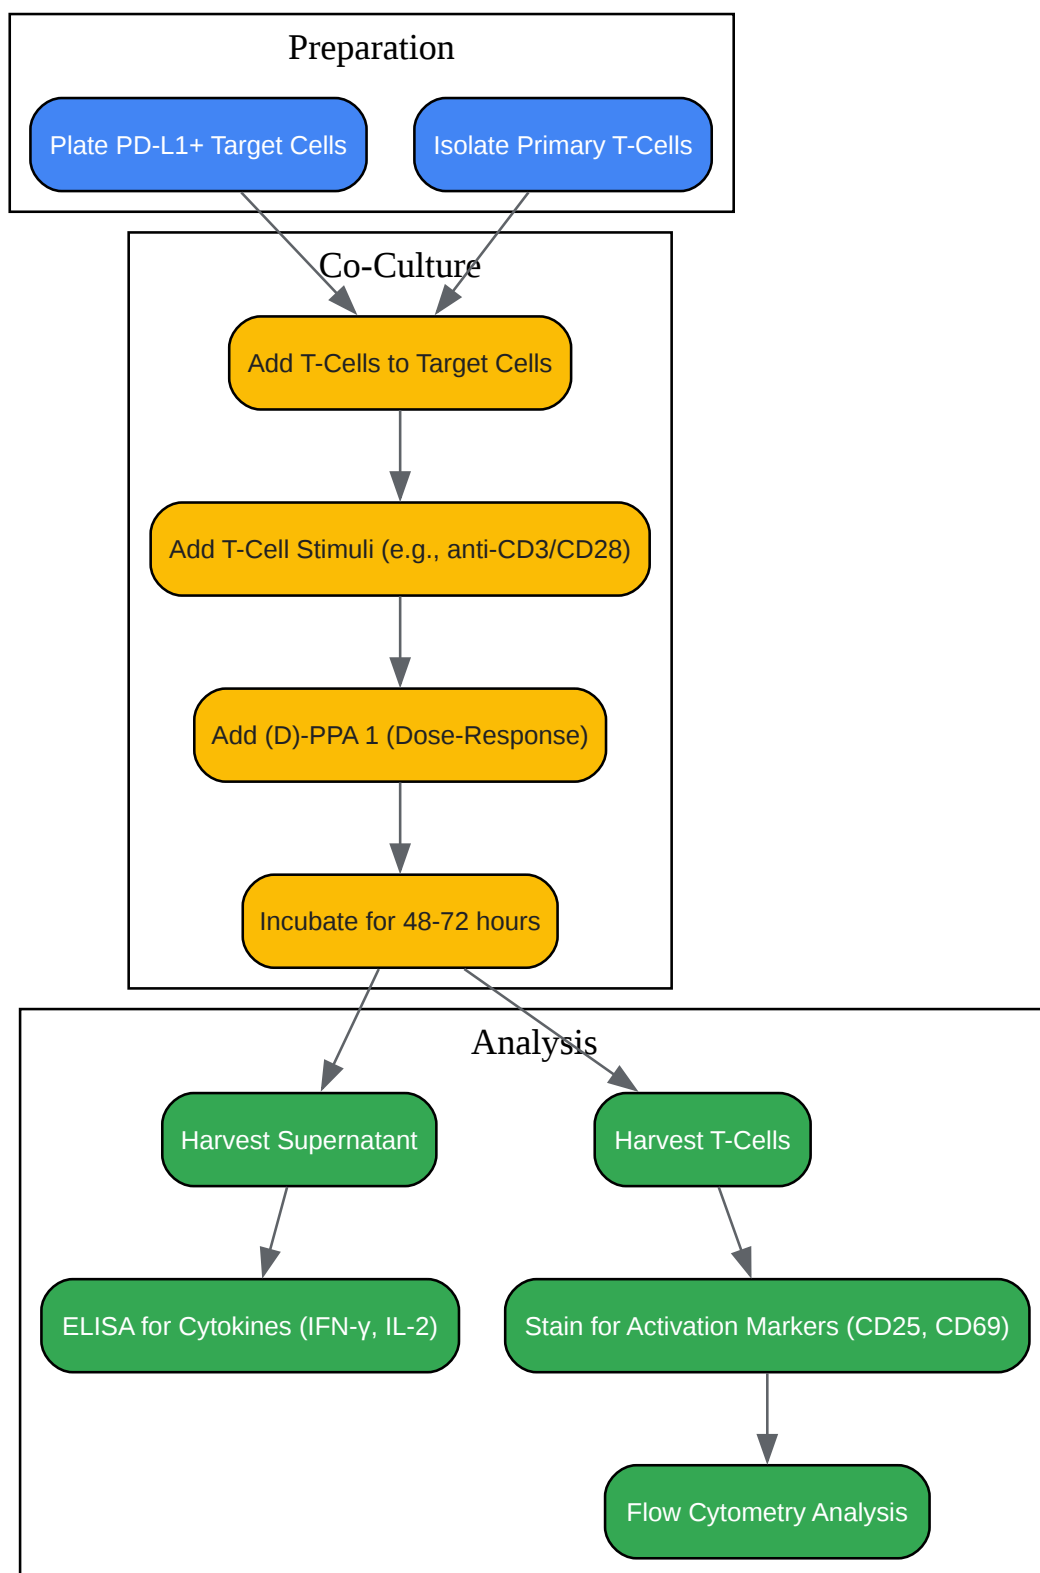 Preparation
Plate PD-L1+ Target Cells
Isolate Primary T-Cells
Co-Culture
Add T-Cells to Target Cells
Add T-Cell Stimuli (e.g., anti-CD3/CD28)
Add (D)-PPA 1 (Dose-Response)
Incubate for 48-72 hours
Analysis
Harvest Supernatant
Harvest T-Cells
ELISA for Cytokines (IFN-γ, IL-2)
Stain for Activation Markers (CD25, CD69)
Flow Cytometry Analysis